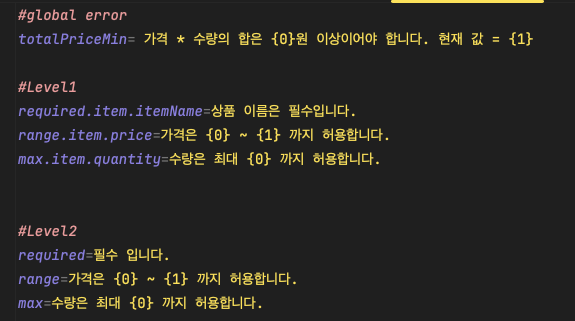 #global error
totalPriceMin= 가격 * 수량의 합은 {0}원 이상이어야 합니다. 현재 값 = {1}
#Level1
required.item.itemName=상품 이름은 필수입니다.
range.item.price=가격은 {0} ~ {1} 까지 허용합니다.
max.item.quantity=수량은 최대 {0} 까지 허용합니다.
#Level2
required=필수 입니다.
range=가격은 {0} ~ {1} 까지 허용합니다.
max=수량은 최대 {0} 까지 허용합니다.